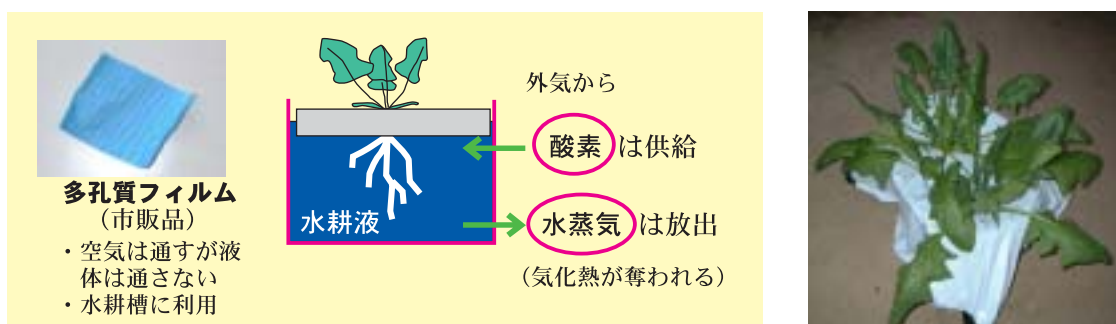 多孔質フィルム
（市販品）
・空気は通すが液
体は通さない
・水耕槽に利用
水耕液
外気から
酸素は供給
水蒸気は放出
（気化熱が奪われる）